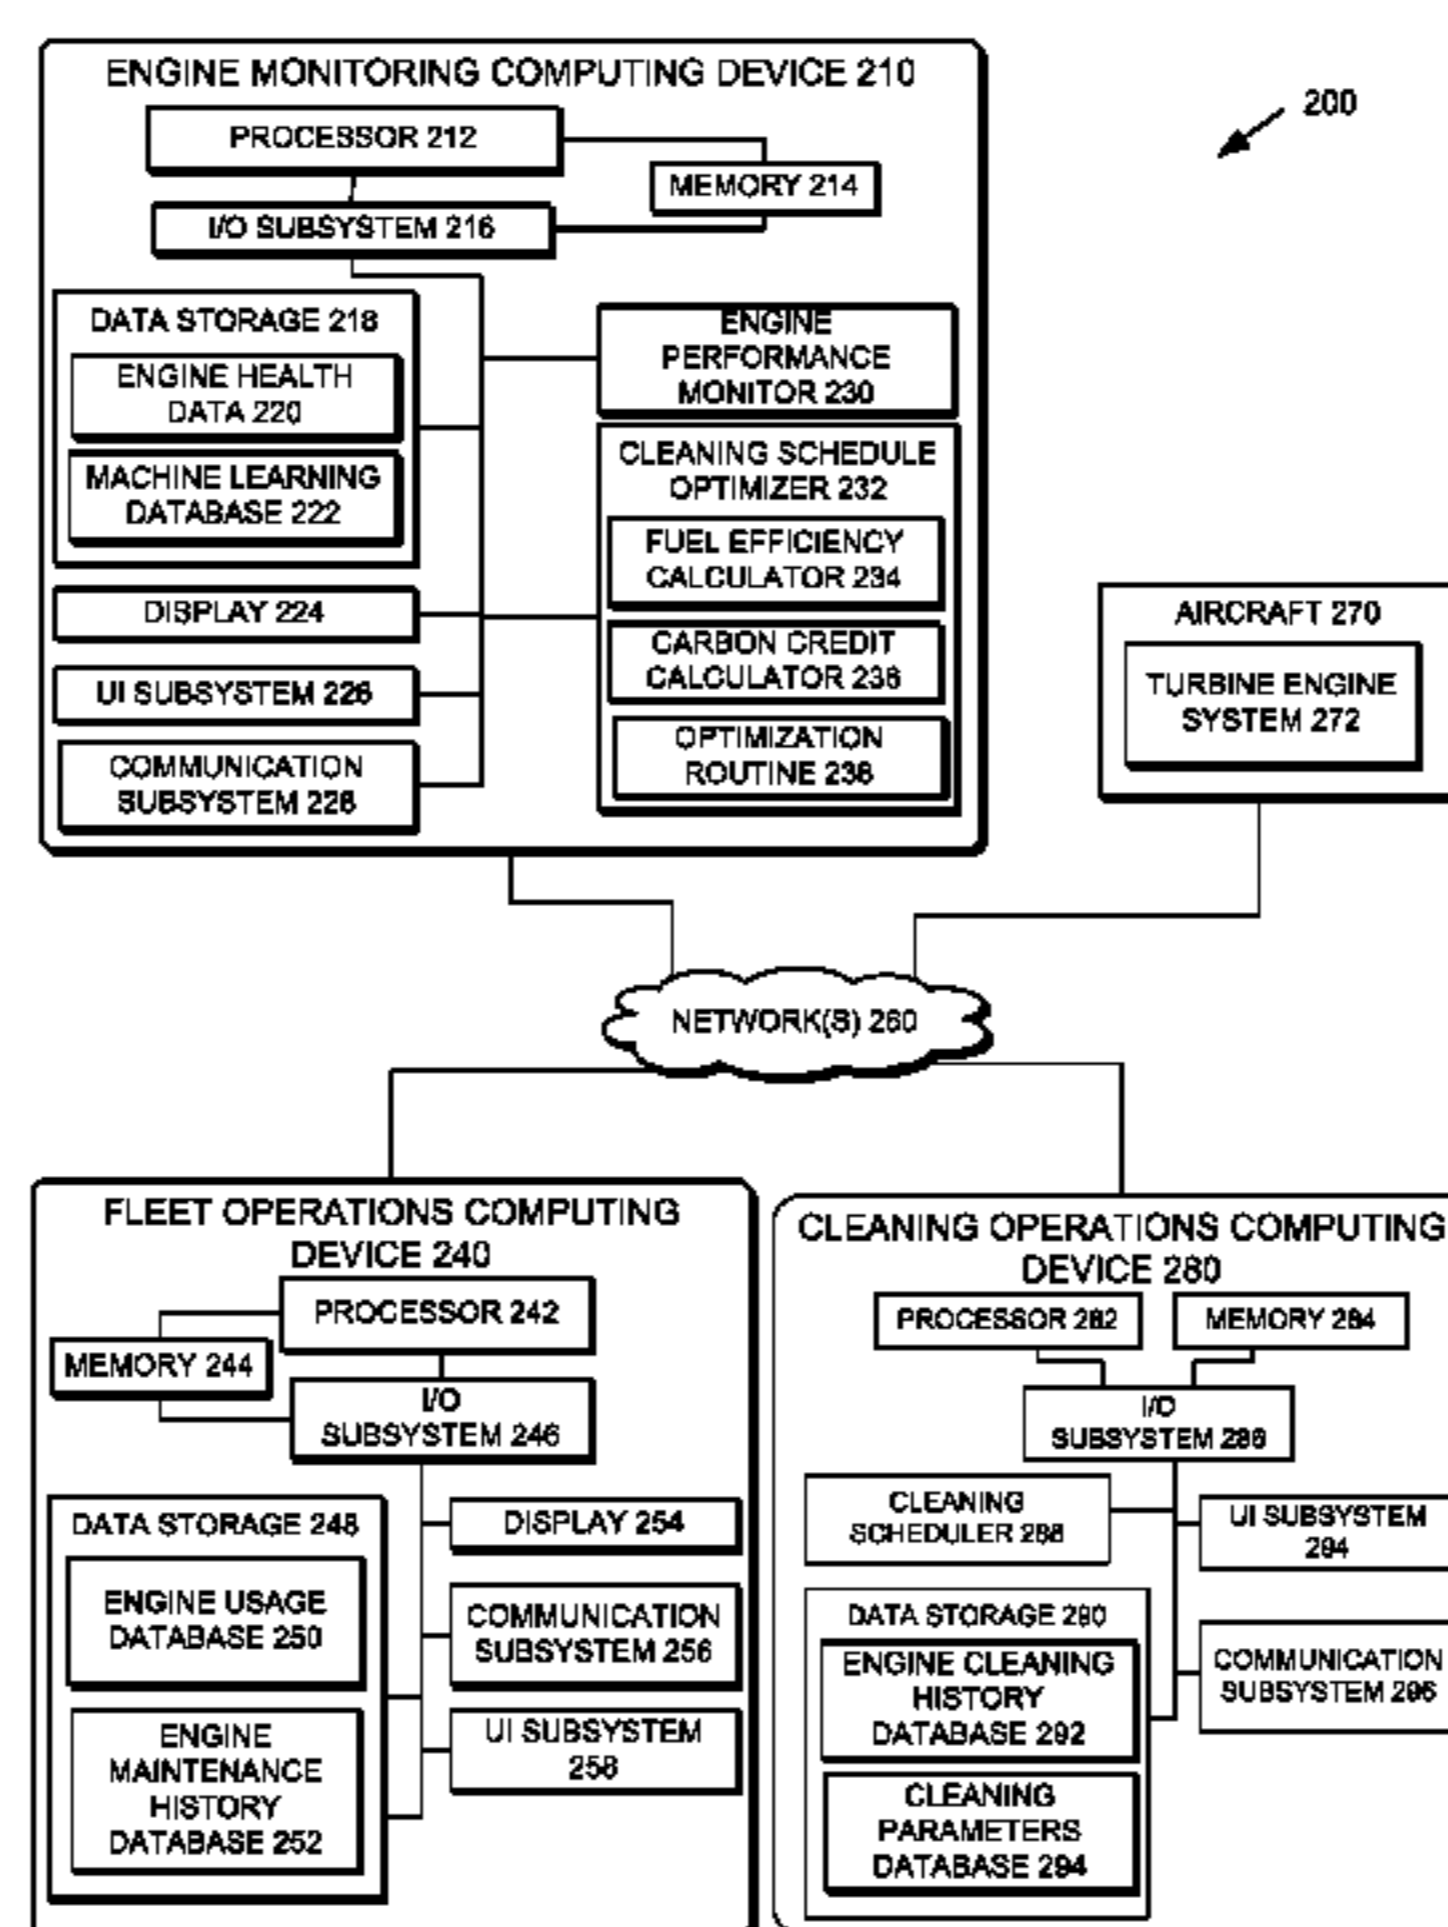 200
ENGINE MONITORING COMPUTING DEVICE 210
PROCESSOR 212
MEMORY 214
I/O SUBSYSTEM 216
DATA STORAGE 218
ENGINE HEALTH
DATA 220
MACHINE LEARNING
DATABASE 222
DISPLAY 224
UI SUBSYSTEM 226
COMMUNICATION
SUBSYSTEM 228
ENGINE
PERFORMANCE
MONITOR 230
CLEANING SCHEDULE
OPTIMIZER 232
FUEL EFFICIENCY
CALCULATOR 234
CARBON CREDIT
CALCULATOR 236
OPTIMIZATION
ROUTINE 238
AIRCRAFT 270
TURBINE ENGINE
SYSTEM 272
NETWORK(S) 260
FLEET OPERATIONS COMPUTING
DEVICE 240
PROCESSOR 242
MEMORY 244
I/O
SUBSYSTEM 246
DATA STORAGE 248
ENGINE USAGE
DATABASE 250
ENGINE
MAINTENANCE
HISTORY
DATABASE 252
DISPLAY 254
COMMUNICATION
SUBSYSTEM 256
UI SUBSYSTEM
258
CLEANING OPERATIONS COMPUTING
DEVICE 280
PROCESSOR 282
MEMORY 284
I/O
SUBSYSTEM 286
CLEANING
SCHEDULER 288
DATA STORAGE 290
ENGINE CLEANING
HISTORY
DATABASE 292
CLEANING
PARAMETERS
DATABASE 294
UI SUBSYSTEM
294
COMMUNICATION
SUBSYSTEM 296